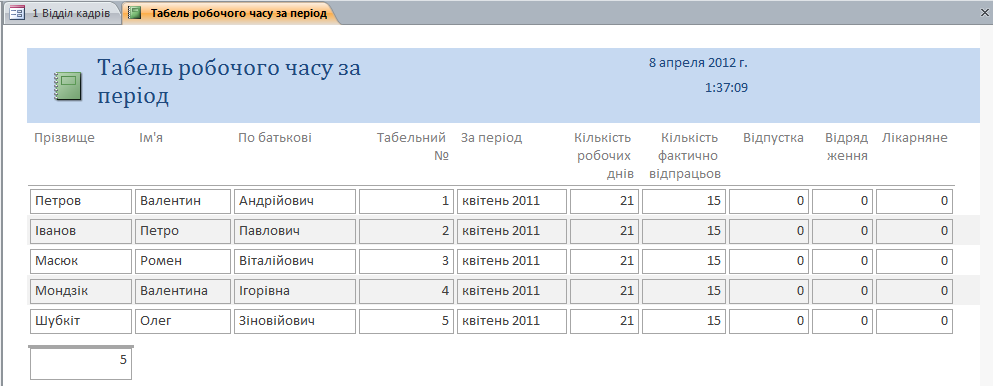 1 Відділ кадрів Табель робочого часу за період
Табель робочого часу за
період
8 апреля 2012 г.
1:37:09
Прізвище Ім'я По батькові Табельний За період Кількість Кількість Відпустка Відряд Лікарняне
№ робочих фактично ження
днів відпрацьов
Петров Валентин Андрійович 1 квітень 2011 21 15 0 0 0
Іванов Петро Павлович 2 квітень 2011 21 15 0 0 0
Масюк Ромен Віталійович 3 квітень 2011 21 15 0 0 0
Мондзік Валентина Ігорівна 4 квітень 2011 21 15 0 0 0
Шубкіт Олег Зіновійович 5 квітень 2011 21 15 0 0 0
5